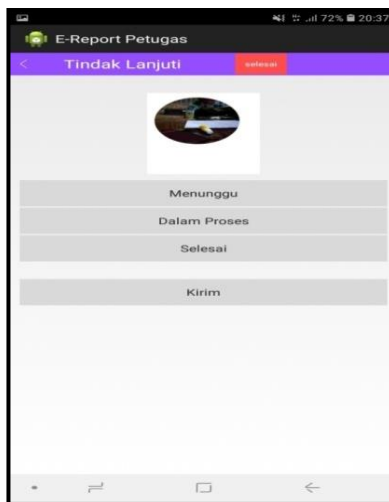 72% 20:37
E-Report Petugas
< Tindak Lanjuti selesai
Menunggu
Dalam Proses
Selesai
Kirim